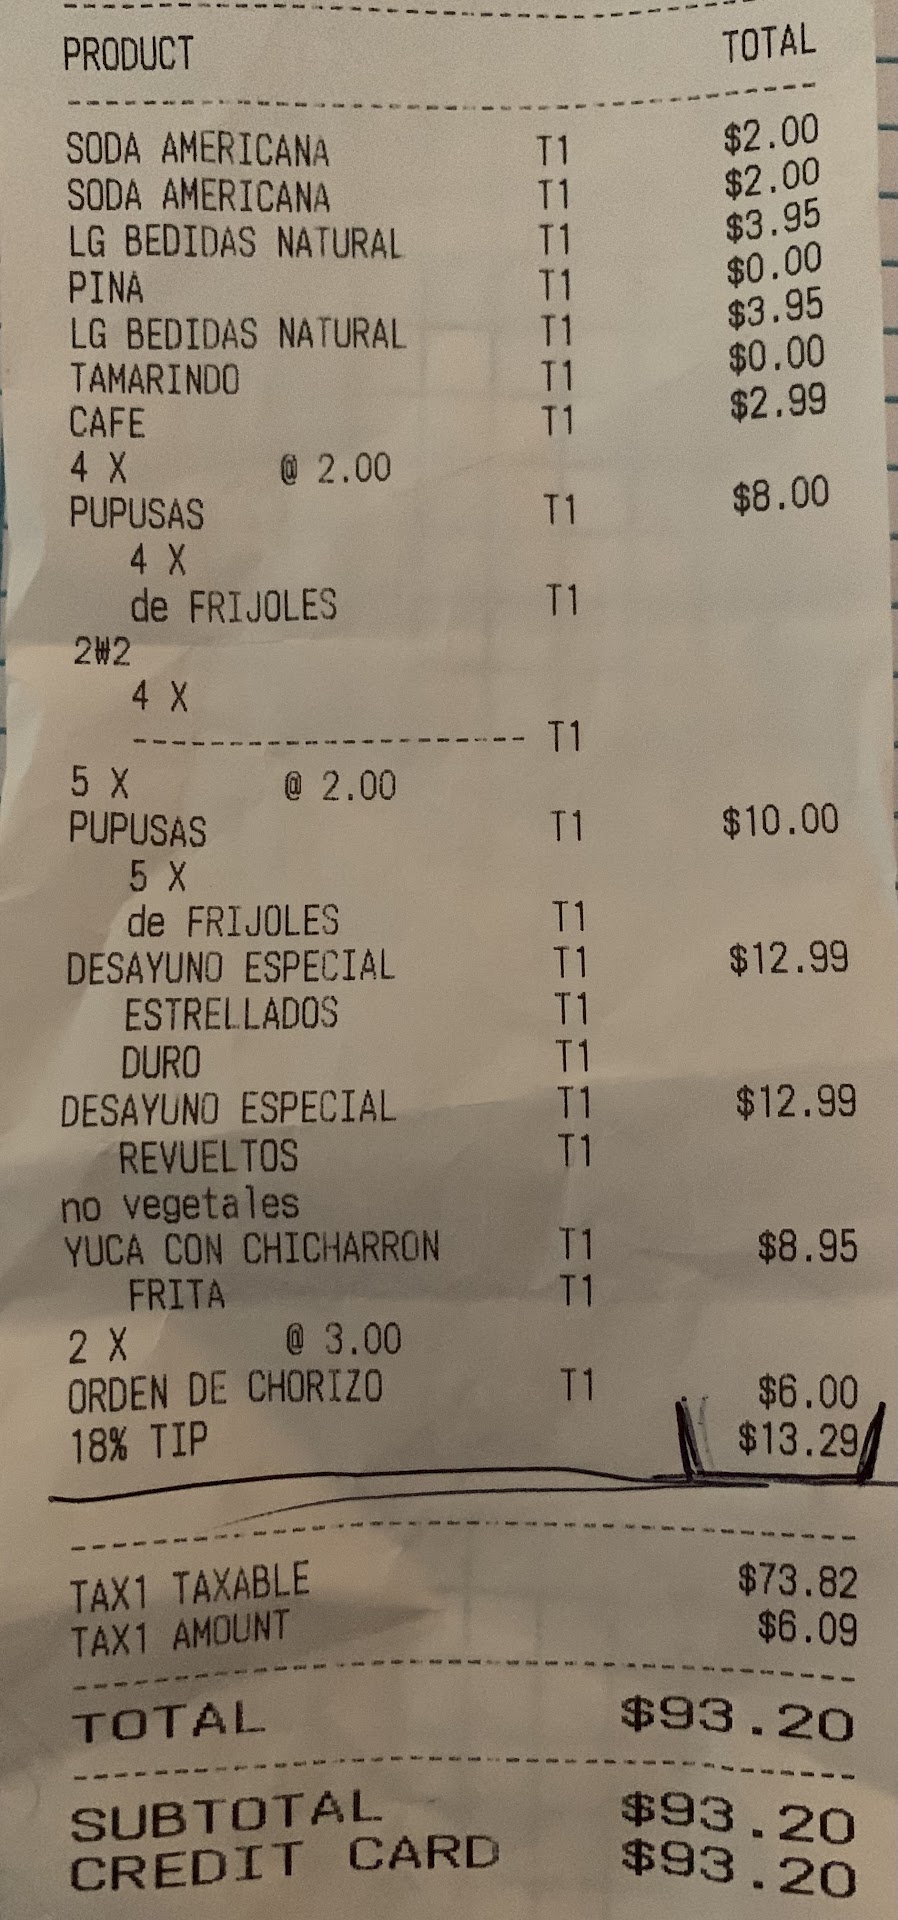 PRODUCT TOTAL
SODA AMERICANA T1 $2.00
SODA AMERICANA T1 $2.00
LG BEDIDAS NATURAL T1 $3.95
PINA T1 $0.00
LG BEDIDAS NATURAL T1 $3.95
TAMARINDO T1 $0.00
CAFE T1 $2.99
4 X @ 2.00
PUPUSAS T1 $8.00
4 X
de FRIJOLES T1
2₩2
4 X
---------------------- T1
5 X @ 2.00
PUPUSAS T1 $10.00
5 X
de FRIJOLES T1
DESAYUNO ESPECIAL T1 $12.99
ESTRELLADOS T1
DURO T1
DESAYUNO ESPECIAL T1 $12.99
REVUELTOS T1
no vegetales
YUCA CON CHICHARRON T1 $8.95
FRITA T1
2 X @ 3.00
ORDEN DE CHORIZO T1 $6.00
18% TIP $13.29
TAX1 TAXABLE $73.82
TAX1 AMOUNT $6.09
TOTAL $93.20
SUBTOTAL $93.20
CREDIT CARD $93.20